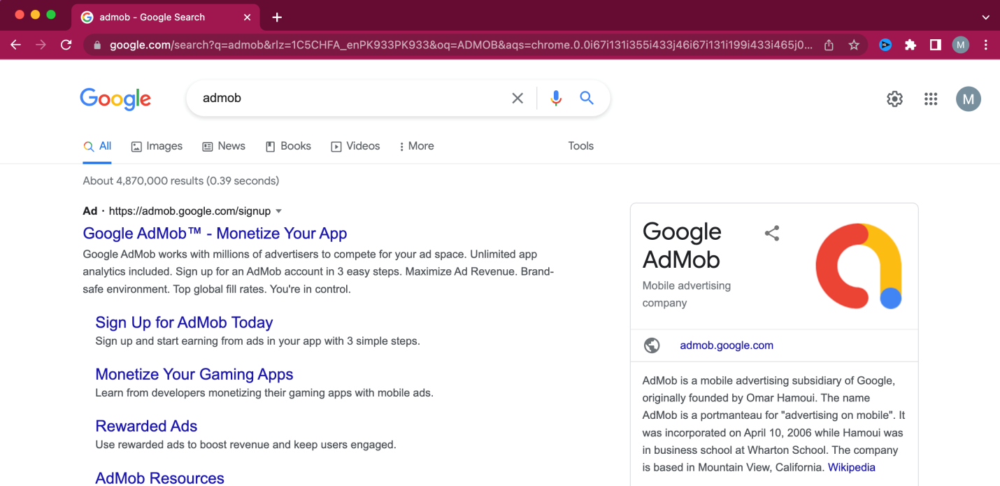 admob - Google Search
google.com/search?q=admob&rlz=1C5CHFA_enPK933PK933&oq=ADMOB&aqs=chrome.0.0i67i131i355i433j46i67i131i199i433i465j0...
M
Google
admob
M
All
Images
News
Books
Videos
More
Tools
About 4,870,000 results (0.39 seconds)
Ad · https://admob.google.com/signup
Google AdMob™ - Monetize Your App
Google AdMob works with millions of advertisers to compete for your ad space. Unlimited app
analytics included. Sign up for an AdMob account in 3 easy steps. Maximize Ad Revenue. Brand-
safe environment. Top global fill rates. You're in control.
Sign Up for AdMob Today
Sign up and start earning from ads in your app with 3 simple steps.
Monetize Your Gaming Apps
Learn from developers monetizing their gaming apps with mobile ads.
Rewarded Ads
Use rewarded ads to boost revenue and keep users engaged.
AdMob Resources
Google
AdMob
Mobile advertising
company
admob.google.com
AdMob is a mobile advertising subsidiary of Google,
originally founded by Omar Hamoui. The name
AdMob is a portmanteau for "advertising on mobile". It
was incorporated on April 10, 2006 while Hamoui was
in business school at Wharton School. The company
is based in Mountain View, California. Wikipedia